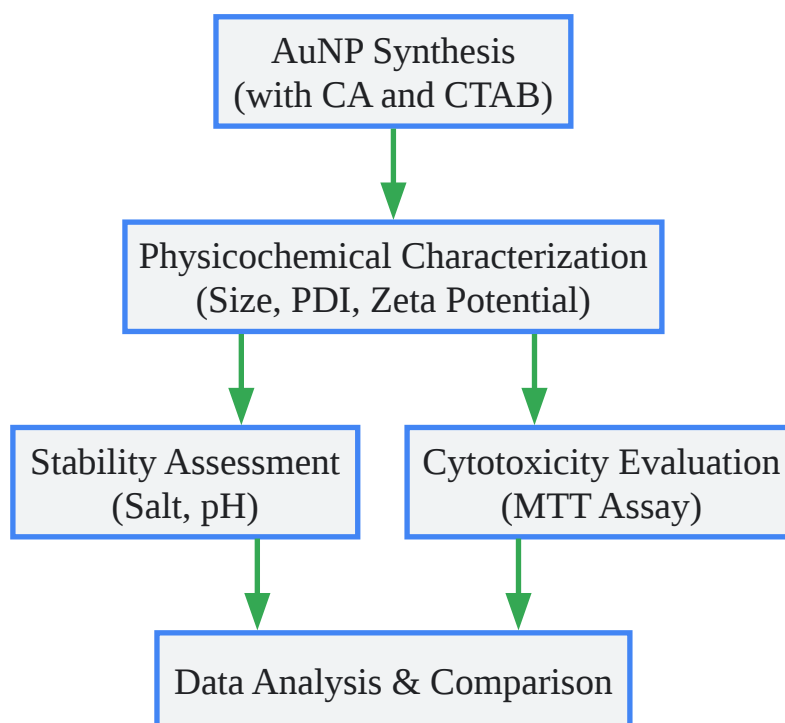 AuNP Synthesis
(with CA and CTAB)
Physicochemical Characterization
(Size, PDI, Zeta Potential)
Stability Assessment
(Salt, pH)
Cytotoxicity Evaluation
(MTT Assay)
Data Analysis & Comparison